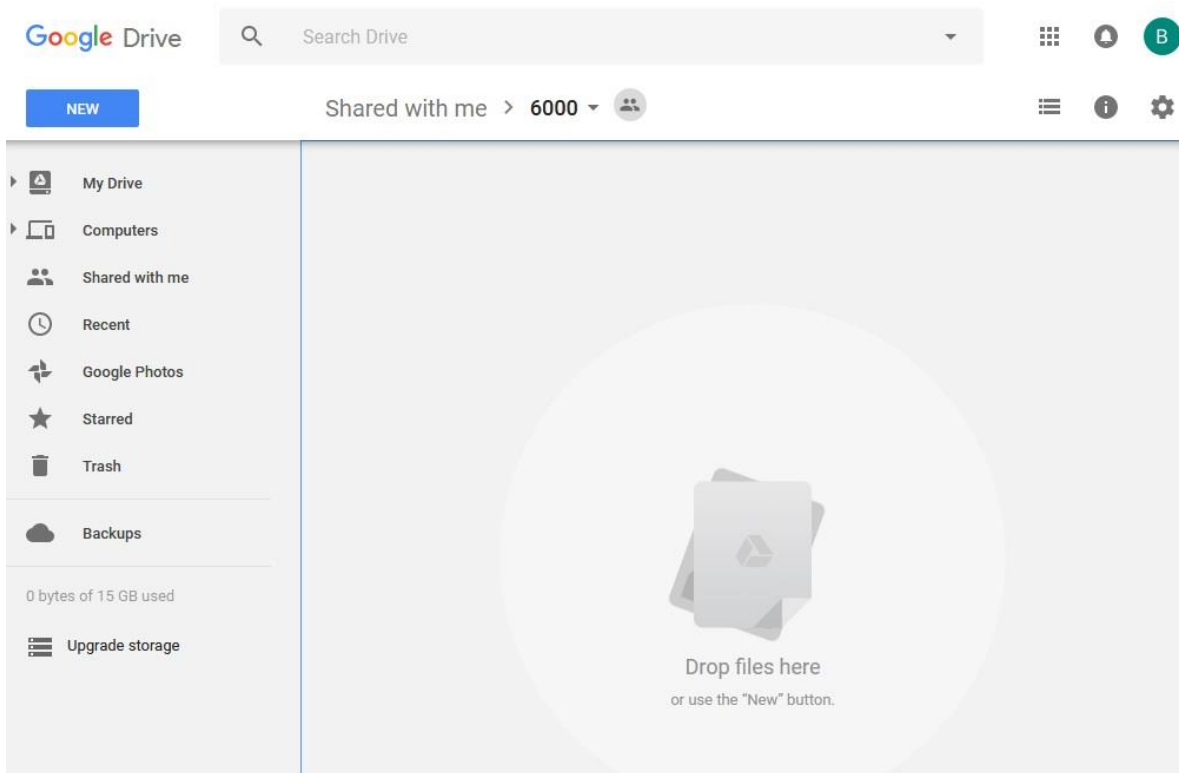 Google Drive
Search Drive
B
NEW
Shared with me > 6000
My Drive
Computers
Shared with me
Recent
Google Photos
Starred
Trash
Backups
0 bytes of 15 GB used
Upgrade storage
Drop files here
or use the "New" button.